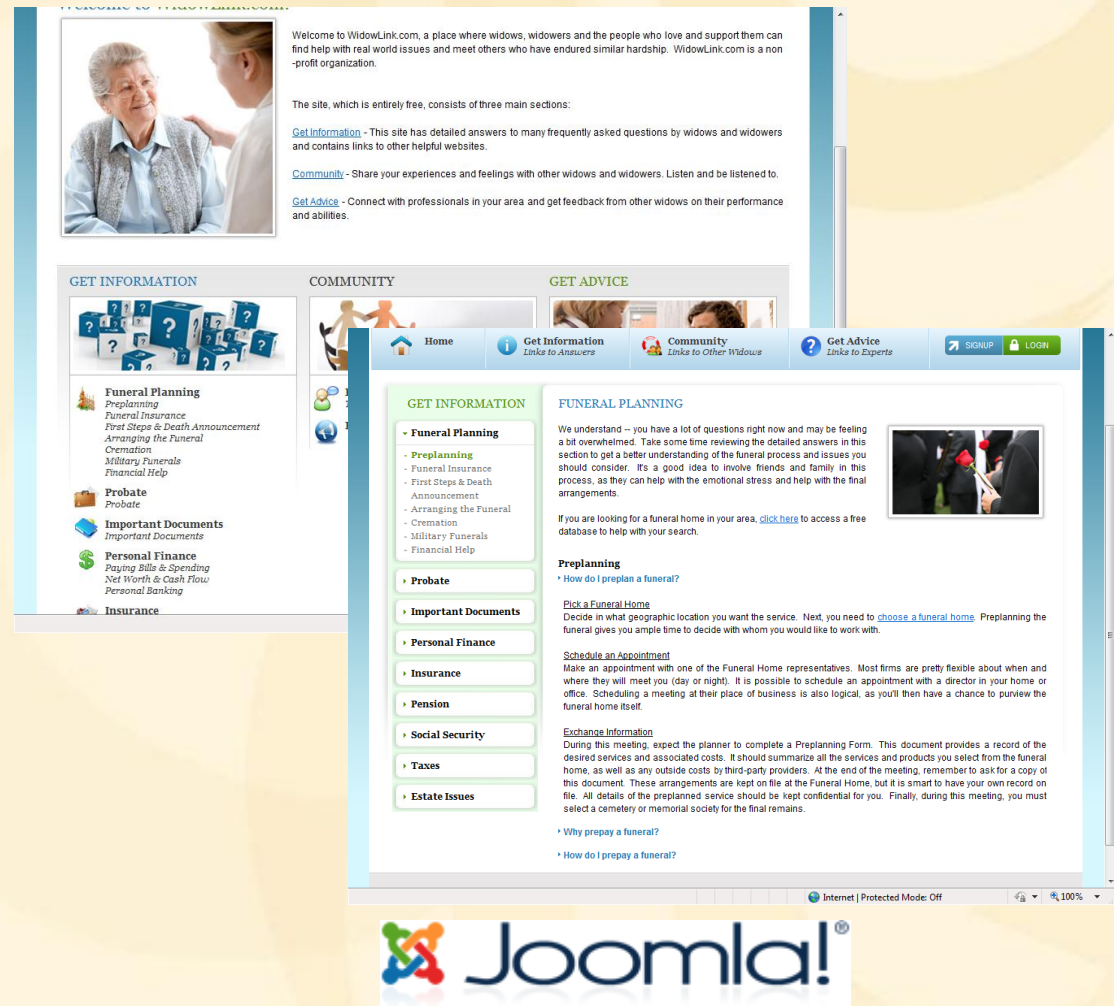 Welcome to WidowLink.com!
Welcome to WidowLink.com, a place where widows, widowers and the people who love and support them can
find help with real world issues and meet others who have endured similar hardship. WidowLink.com is a non
-profit organization.
The site, which is entirely free, consists of three main sections:
Get Information - This site has detailed answers to many frequently asked questions by widows and widowers
and contains links to other helpful websites.
Community - Share your experiences and feelings with other widows and widowers. Listen and be listened to.
Get Advice - Connect with professionals in your area and get feedback from other widows on their performance
and abilities.
GET INFORMATION
COMMUNITY
GET ADVICE
Funeral Planning
Preplanning
Funeral Insurance
First Steps & Death Announcement
Arranging the Funeral
Cremation
Military Funerals
Financial Help
Probate
Probate
Important Documents
Important Documents
Personal Finance
Paying Bills & Spending
Net Worth & Cash Flow
Personal Banking
Insurance
Home
Get Information
Links to Answers
Community
Links to Other Widows
Get Advice
Links to Experts
SIGNUP
LOGIN
GET INFORMATION
Funeral Planning
- Preplanning
- Funeral Insurance
- First Steps & Death
Announcement
- Arranging the Funeral
- Cremation
- Military Funerals
- Financial Help
Probate
Important Documents
Personal Finance
Insurance
Pension
Social Security
Taxes
Estate Issues
FUNERAL PLANNING
We understand -- you have a lot of questions right now and may be feeling
a bit overwhelmed. Take some time reviewing the detailed answers in this
section to get a better understanding of the funeral process and issues you
should consider. It's a good idea to involve friends and family in this
process, as they can help with the emotional stress and help with the final
arrangements.
If you are looking for a funeral home in your area, click here to access a free
database to help with your search.
Preplanning
How do I preplan a funeral?
Pick a Funeral Home
Decide in what geographic location you want the service. Next, you need to choose a funeral home. Preplanning the
funeral gives you ample time to decide with whom you would like to work with.
Schedule an Appointment
Make an appointment with one of the Funeral Home representatives. Most firms are pretty flexible about when and
where they will meet you (day or night). It is possible to schedule an appointment with a director in your home or
office. Scheduling a meeting at their place of business is also logical, as you'll then have a chance to purview the
funeral home itself.
Exchange Information
During this meeting, expect the planner to complete a Preplanning Form. This document provides a record of the
desired services and associated costs. It should summarize all the services and products you select from the funeral
home, as well as any outside costs by third-party providers. At the end of the meeting, remember to ask for a copy of
this document. These arrangements are kept on file at the Funeral Home, but it is smart to have your own record on
file. All details of the preplanned service should be kept confidential for you. Finally, during this meeting, you must
select a cemetery or memorial society for the final remains.
Why prepay a funeral?
How do I prepay a funeral?
Internet | Protected Mode: Off
100%
Joomla!®